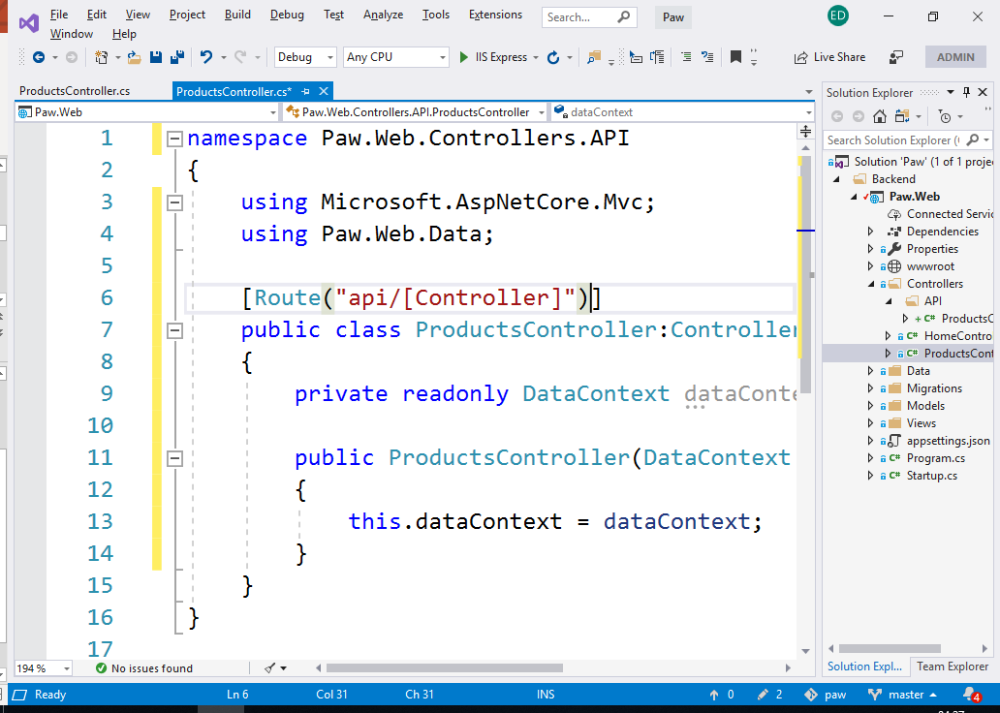 File Edit View Project Build Debug Test Analyze Tools Extensions Search... Paw ED
Window Help
Debug Any CPU IIS Express Live Share ADMIN
ProductsController.cs ProductsController.cs*
Paw.Web Paw.Web.Controllers.API.ProductsController dataContext
1 namespace Paw.Web.Controllers.API
2 {
3 using Microsoft.AspNetCore.Mvc;
4 using Paw.Web.Data;
5
6 [Route("api/[Controller]")]
7 public class ProductsController:Controller
8 {
9 private readonly DataContext dataConte
10
11 public ProductsController(DataContext
12 {
13 this.dataContext = dataContext;
14 }
15 }
16 }
17
194 % No issues found
Solution Explorer
Search Solution Explorer (
Solution 'Paw' (1 of 1 proje
Backend
Paw.Web
Connected Servic
Dependencies
Properties
wwwroot
Controllers
API
+ C# ProductsC
C# HomeContro
C# ProductsCont
Data
Migrations
Models
Views
appsettings.json
C# Program.cs
C# Startup.cs
Solution Expl... Team Explorer
Ready Ln 6 Col 31 Ch 31 INS 0 2 paw master 4